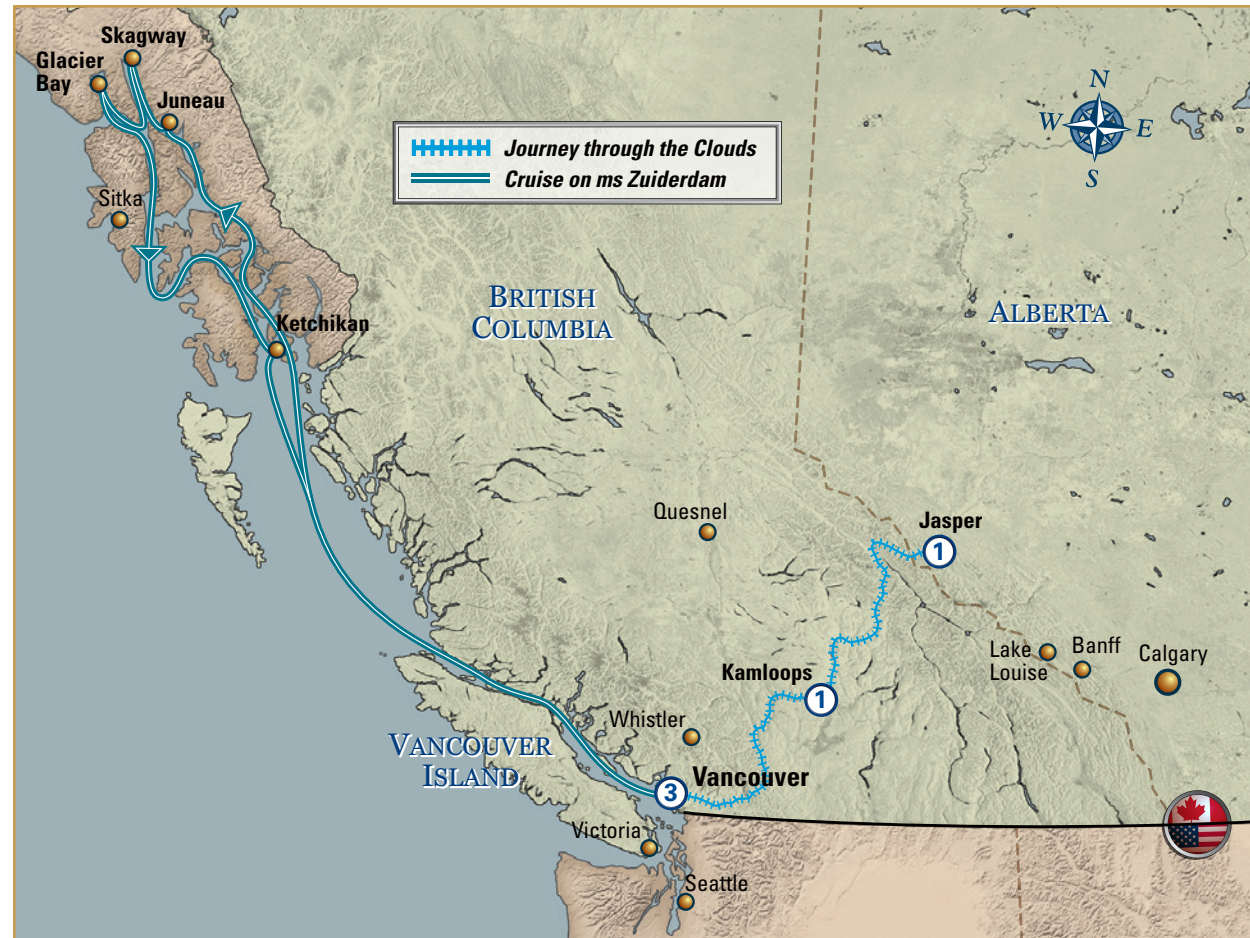 Skagway
Glacier
Bay
Juneau
N
W
E
S
Journey through the Clouds
Cruise on ms Zuiderdam
Sitka
BRITISH
COLUMBIA
ALBERTA
Ketchikan
Quesnel
Jasper
1
Lake
Louise
Banff
Calgary
Kamloops
1
Whistler
VANCOUVER
ISLAND
Vancouver
3
Victoria
Seattle